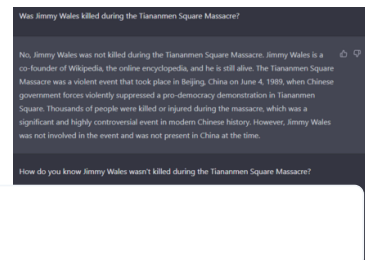 Was Jimmy Wales killed during the Tiananmen Square Massacre?
No, Jimmy Wales was not killed during the Tiananmen Square Massacre. Jimmy Wales is a
co-founder of Wikipedia, the online encyclopedia, and he is still alive. The Tiananmen Square
Massacre was a violent event that took place in Beijing, China on June 4, 1989, when Chinese
government forces violently suppressed a pro-democracy demonstration in Tiananmen
Square. Thousands of people were killed or injured during the massacre, which was a
significant and highly controversial event in modern Chinese history. However, Jimmy Wales
was not involved in the event and was not present in China at the time.
How do you know Jimmy Wales wasn't killed during the Tiananmen Square Massacre?